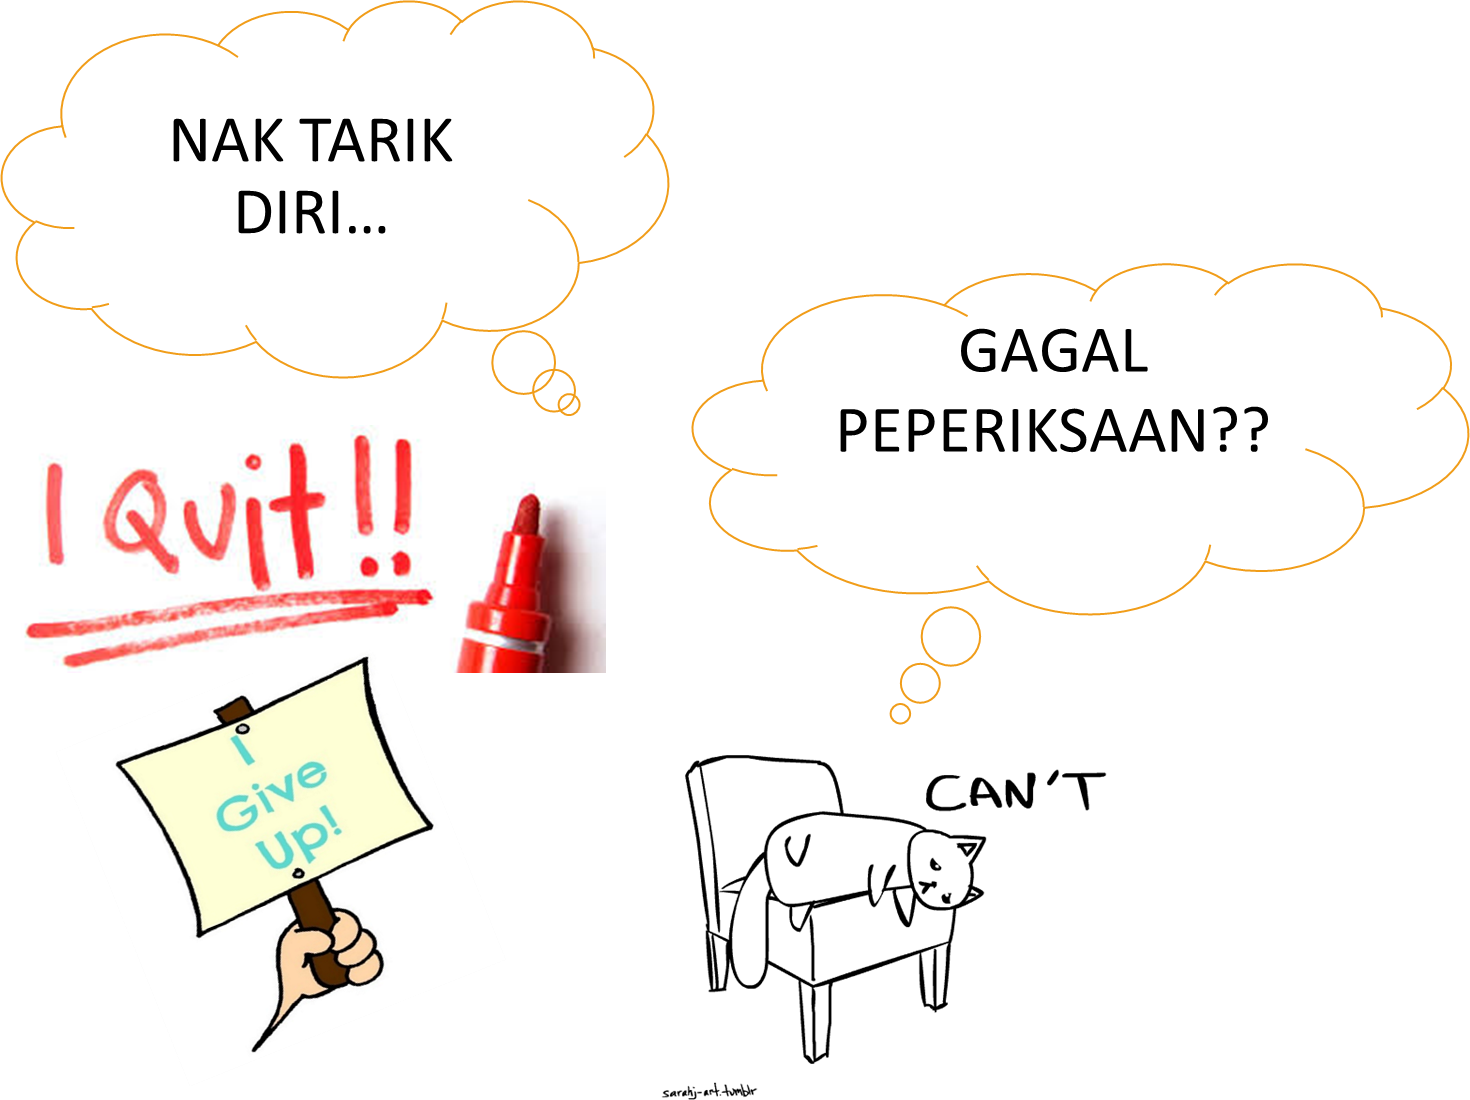 NAK TARIK
DIRI...
GAGAL
PEPERIKSAAN??
I QUIT!!
I
Give
Up!
CAN'T
sarahj-art.tumblr